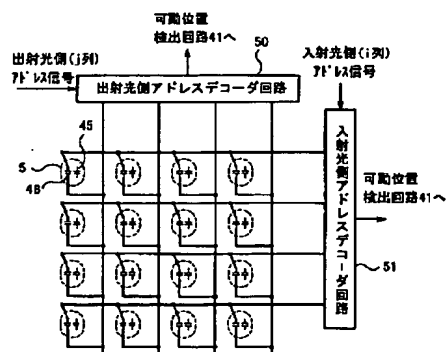 可動位置
検出回路41へ
50
入射光側(i列)
アドレス信号
出射光側(j列)
アドレス信号
出射光側アドレスデコーダ回路
45
5
48
入射光側アドレスデコーダ回路
可動位置
検出回路41へ
51